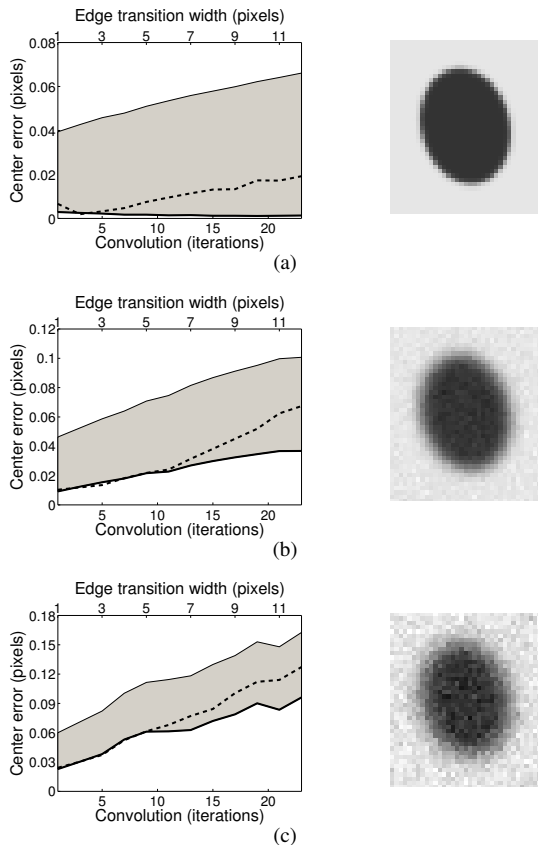 Edge transition width (pixels)
1 3 5 7 9 11
0.08
0.06
0.04
0.02
0
Center error (pixels)
5 10 15 20
Convolution (iterations)
(a)
Edge transition width (pixels)
1 3 5 7 9 11
0.12
0.1
0.08
0.06
0.04
0.02
0
Center error (pixels)
5 10 15 20
Convolution (iterations)
(b)
Edge transition width (pixels)
1 3 5 7 9 11
0.18
0.15
0.12
0.09
0.06
0.03
0
Center error (pixels)
5 10 15 20
Convolution (iterations)
(c)